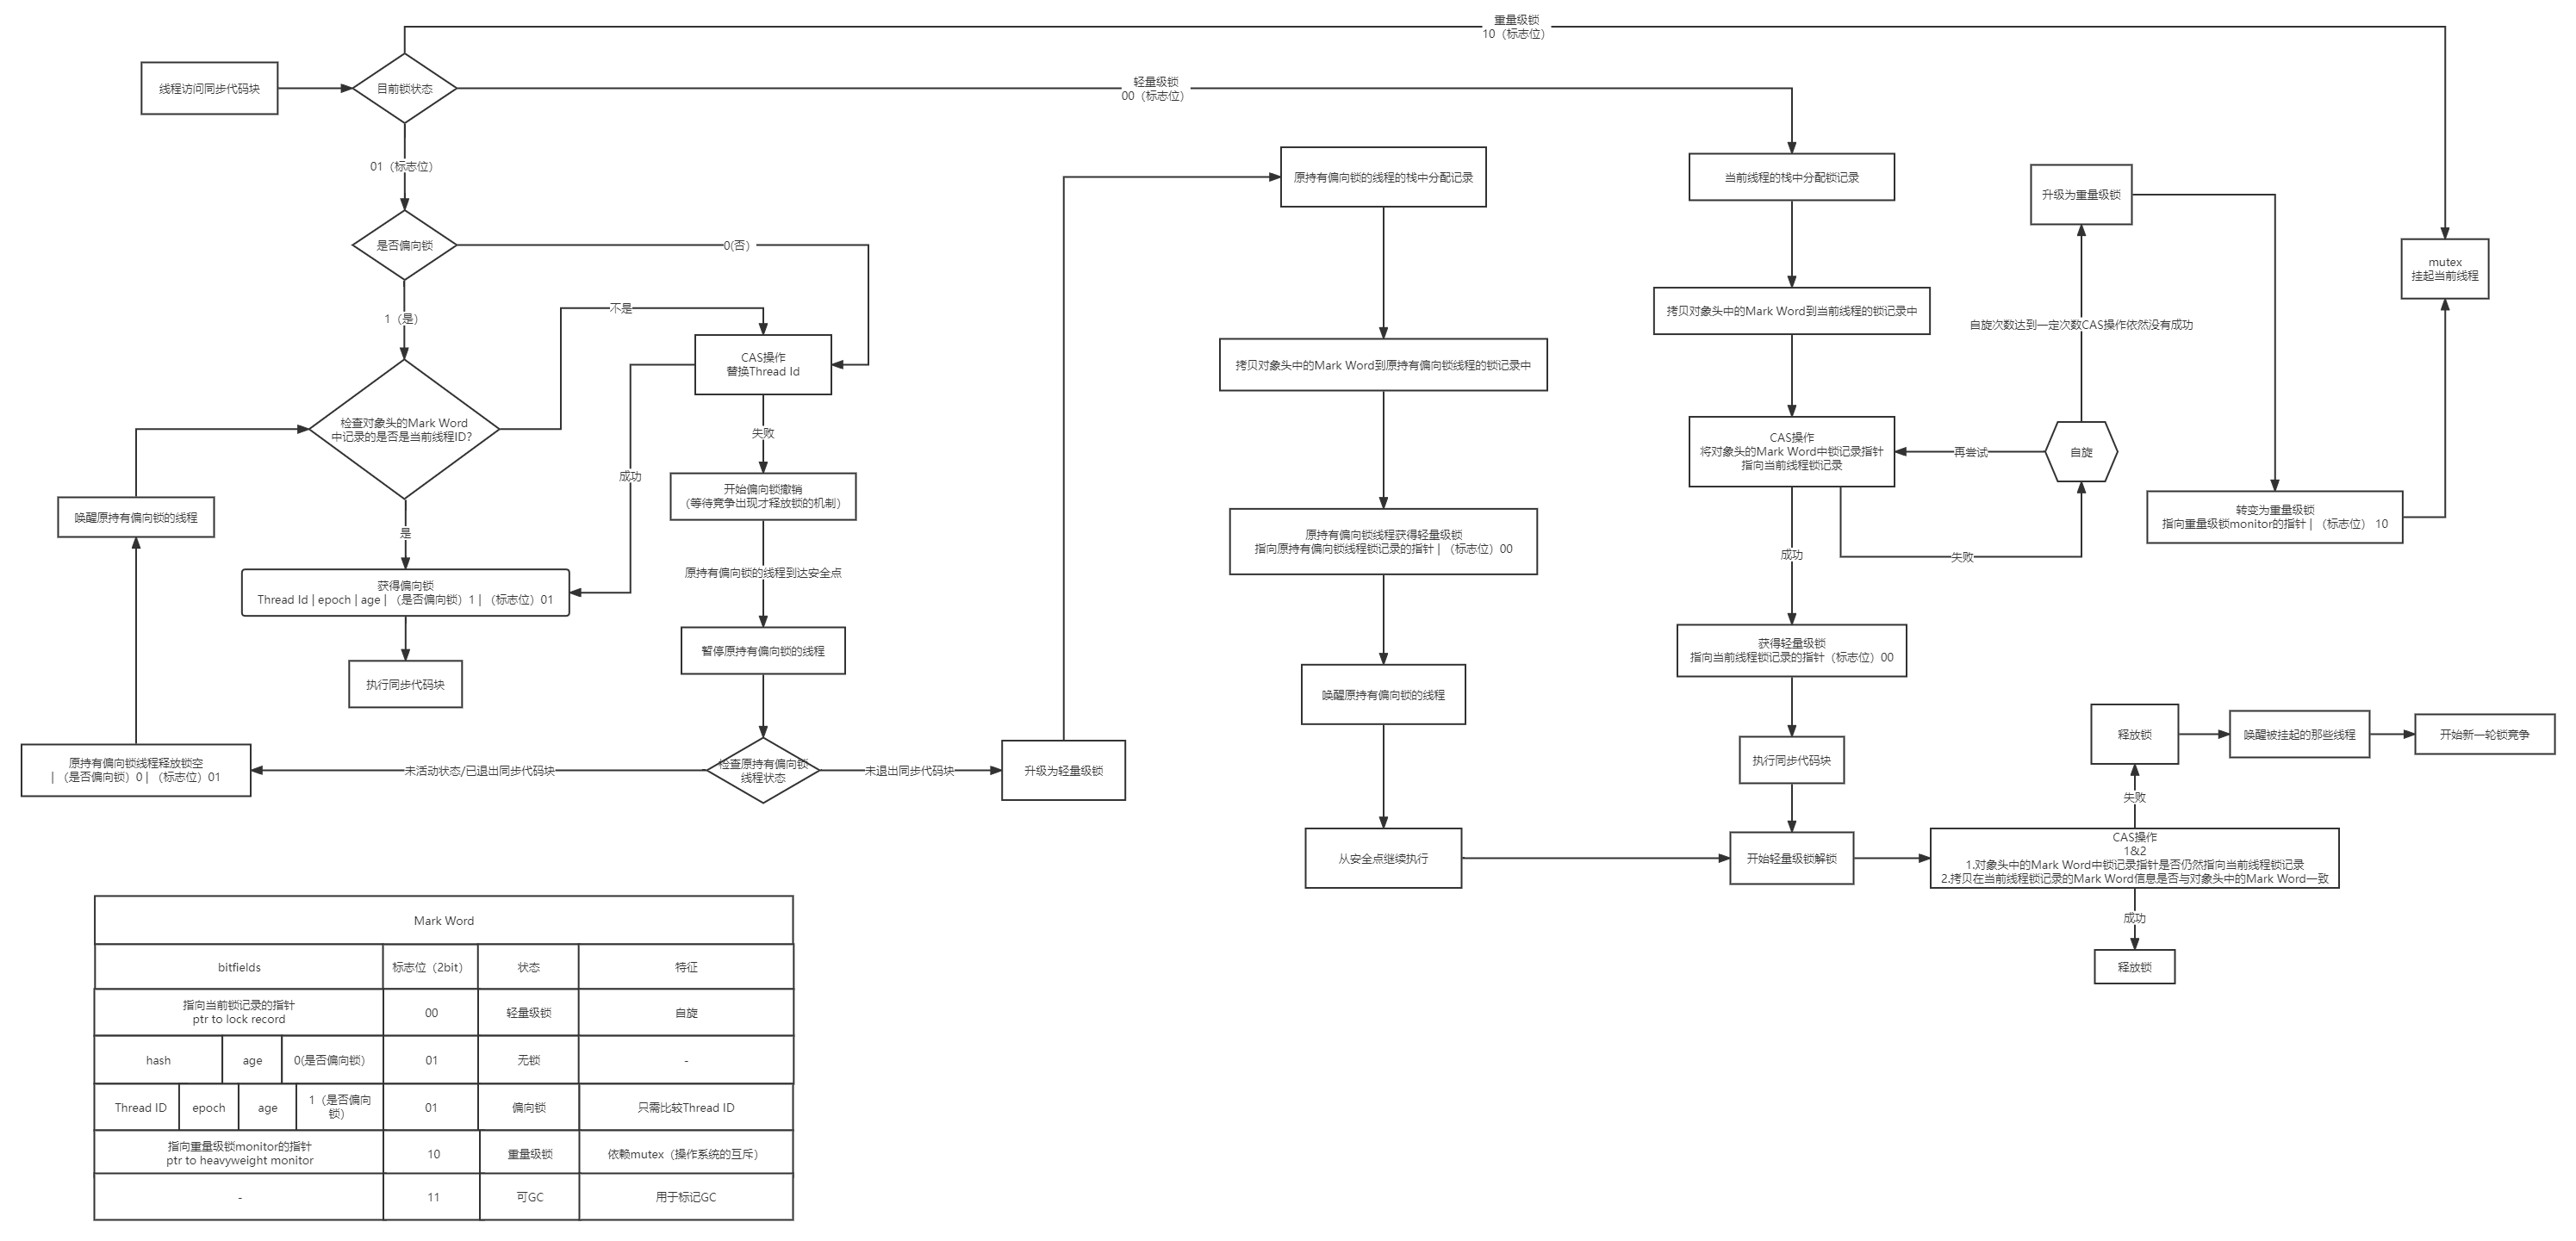 重量级锁
10（标志位）
线程访问同步代码块
目前锁状态
轻量级锁
00（标志位）
01（标志位）
是否偏向锁
0(否）
1（是）
不是
CAS操作
替换Thread Id
检查对象头的Mark Word
中记录的是否是当前线程ID?
失败
成功
开始偏向锁撤销
（等待竞争出现才释放锁的机制）
唤醒原持有偏向锁的线程
是
原持有偏向锁的线程到达安全点
获得偏向锁
Thread Id | epoch | age | （是否偏向锁）1 | （标志位）01
暂停原持有偏向锁的线程
执行同步代码块
原持有偏向锁线程释放锁空
| （是否偏向锁）0 | （标志位）01
未活动状态/已退出同步代码块
检查原持有偏向锁
线程状态
未退出同步代码块
升级为轻量级锁
原持有偏向锁的线程的栈中分配记录
拷贝对象头中的Mark Word到原持有偏向锁线程的锁记录中
原持有偏向锁线程获得轻量级锁
指向原持有偏向锁线程锁记录的指针 | （标志位）00
唤醒原持有偏向锁的线程
从安全点继续执行
当前线程的栈中分配锁记录
拷贝对象头中的Mark Word到当前线程的锁记录中
CAS操作
将对象头的Mark Word中锁记录指针
指向当前线程锁记录
再尝试
自旋
自旋次数达到一定次数CAS操作依然没有成功
升级为重量级锁
mutex
挂起当前线程
转变为重量级锁
指向重量级锁monitor的指针 | （标志位） 10
成功
失败
获得轻量级锁
指向当前线程锁记录的指针（标志位）00
执行同步代码块
开始轻量级锁解锁
释放锁
唤醒被挂起的那些线程
开始新一轮锁竞争
失败
CAS操作
1&2
1.对象头中的Mark Word中锁记录指针是否仍然指向当前线程锁记录
2.拷贝在当前线程锁记录的Mark Word信息是否与对象头中的Mark Word一致
成功
释放锁
Mark Word
bitfields 标志位（2bit） 状态 特征
指向当前锁记录的指针
ptr to lock record
00 轻量级锁 自旋
hash age 0(是否偏向锁） 01 无锁 -
Thread ID epoch age 1（是否偏向
锁）
01 偏向锁 只需比较Thread ID
指向重量级锁monitor的指针
ptr to heavyweight monitor
10 重量级锁 依赖mutex（操作系统的互斥）
- 11 可GC 用于标记GC